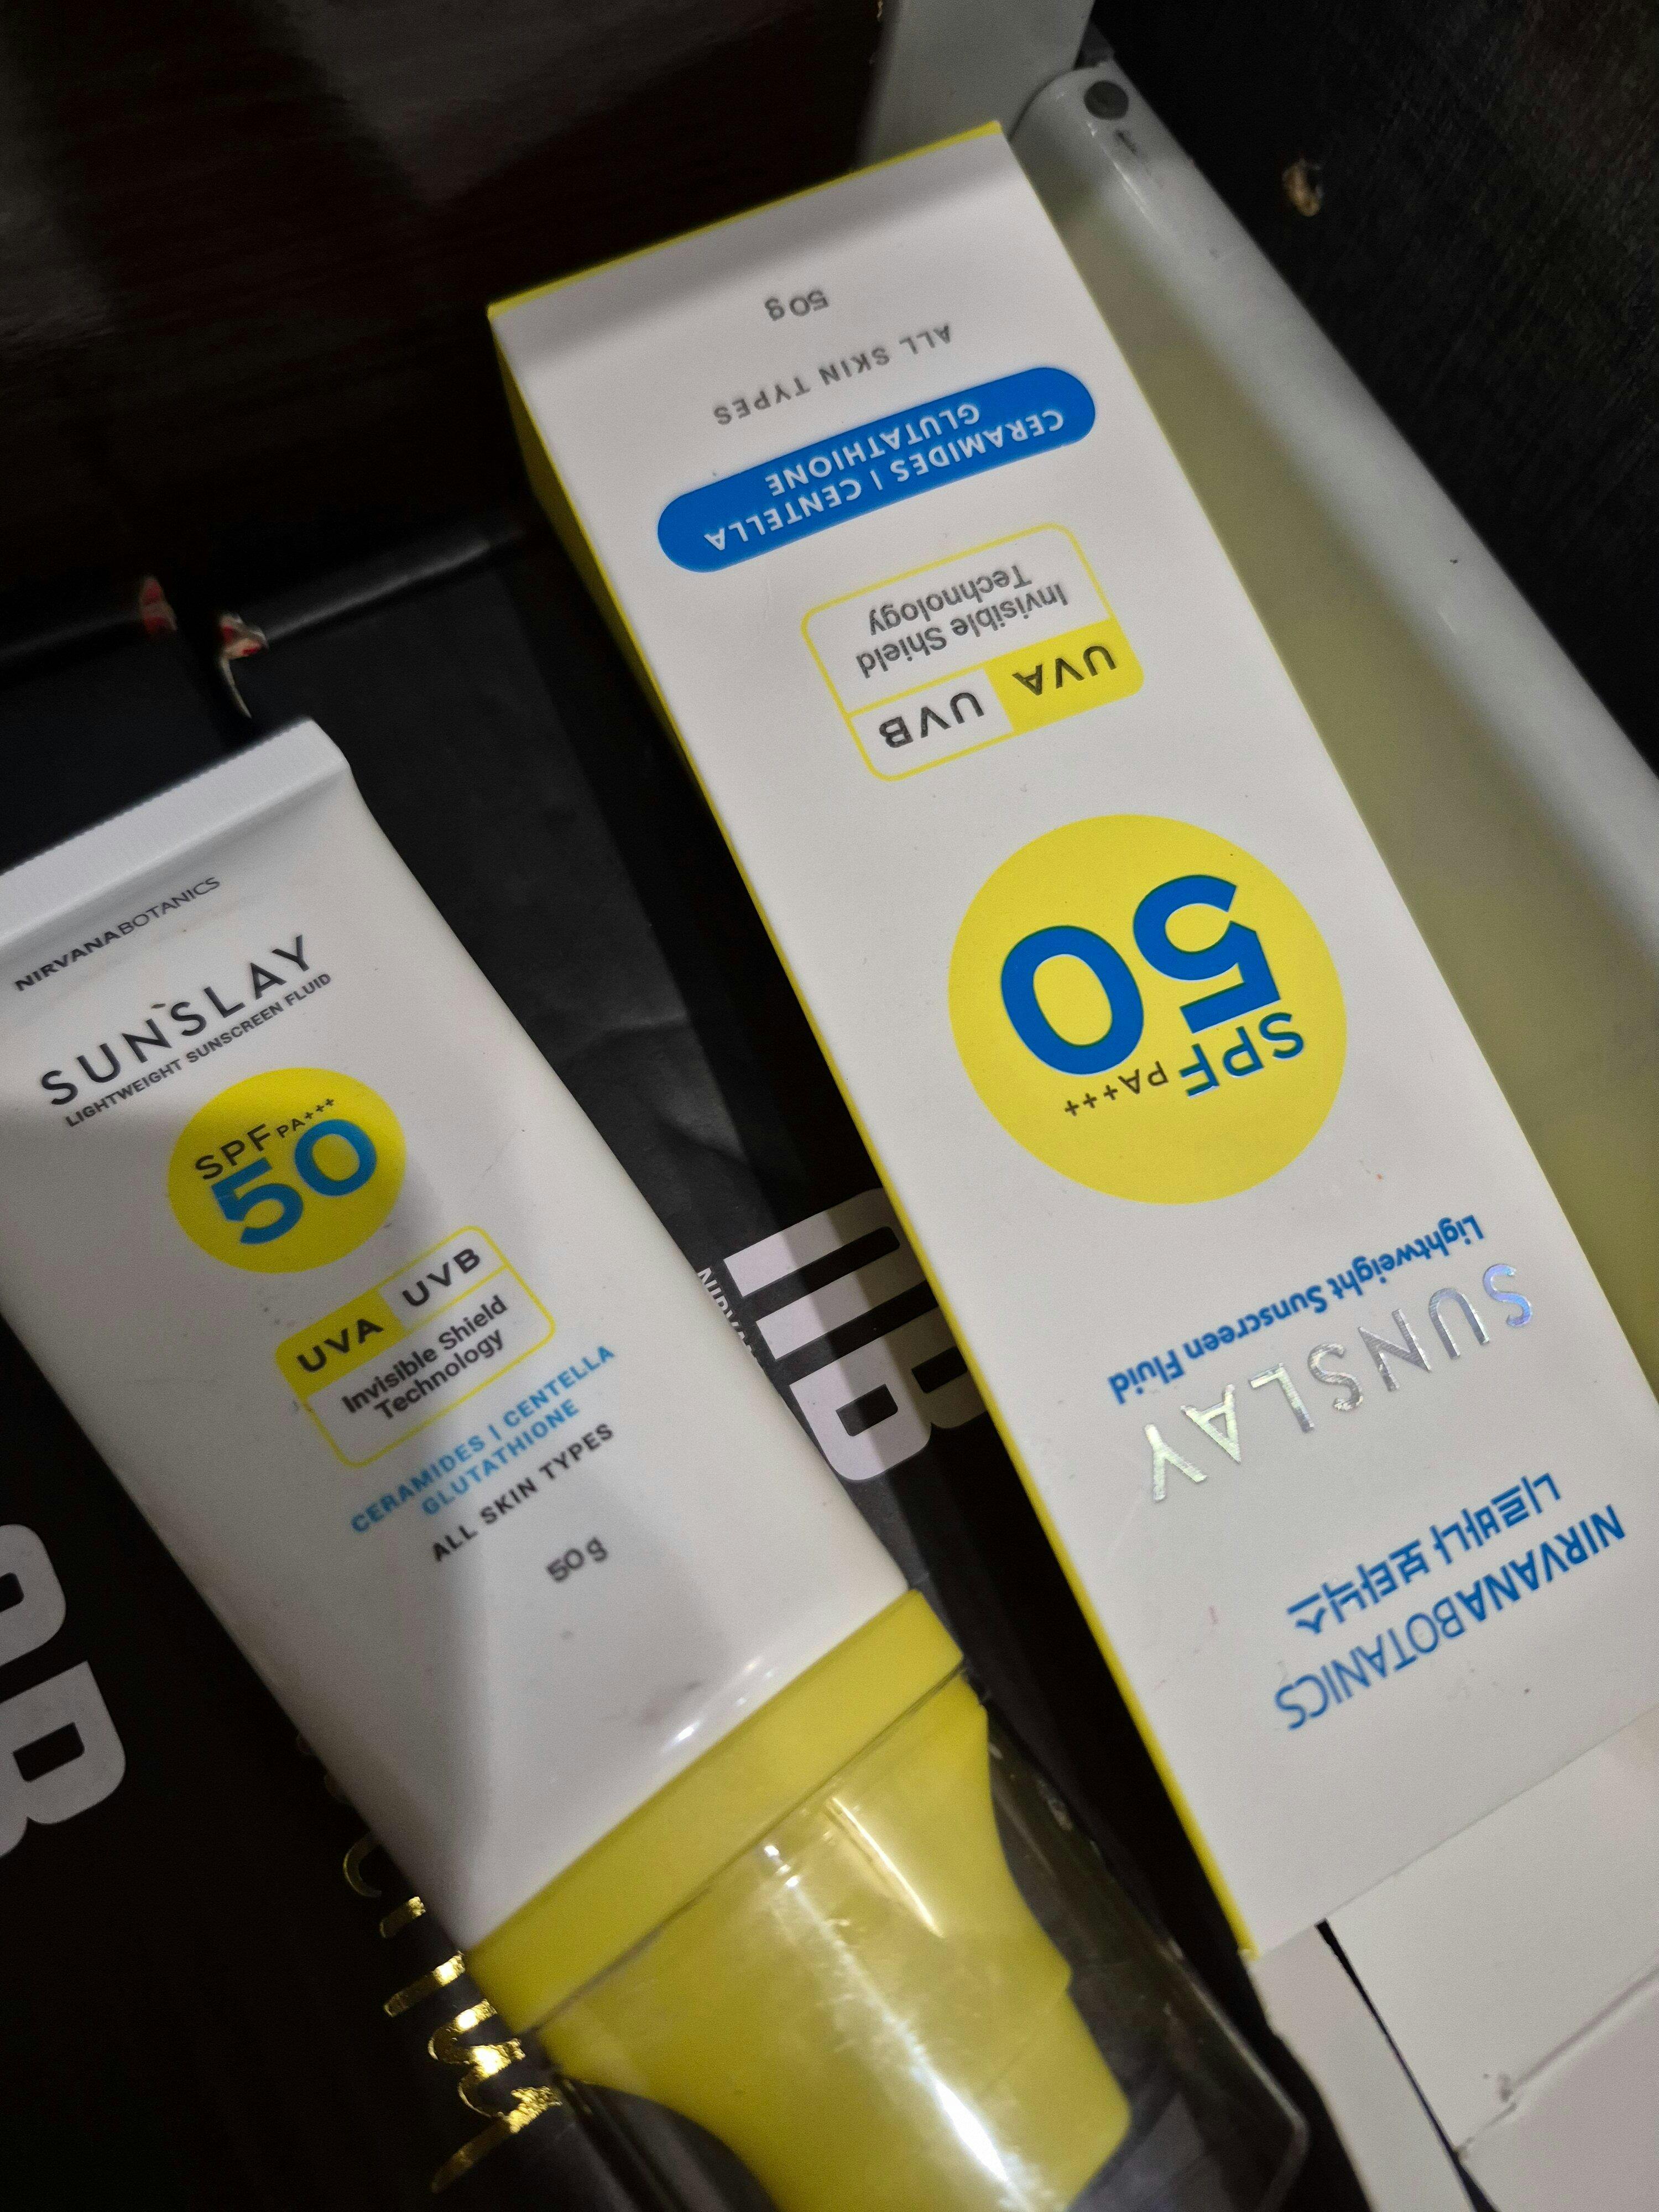 NIRVANABOTANICS
SUNSLAY
LIGHTWEIGHT SUNSCREEN FLUID
SPF PA+++
50
UVA UVB
Invisible Shield
Technology
CERAMIDES | CENTELLA
GLUTATHIONE
ALL SKIN TYPES
50g
NIRVANABOTANICS
니르바나 보타닉스
SUNSLAY
Lightweight Sunscreen Fluid
SPF PA+++
50
UVA UVB
Invisible Shield
Technology
CERAMIDES | CENTELLA
GLUTATHIONE
ALL SKIN TYPES
50g